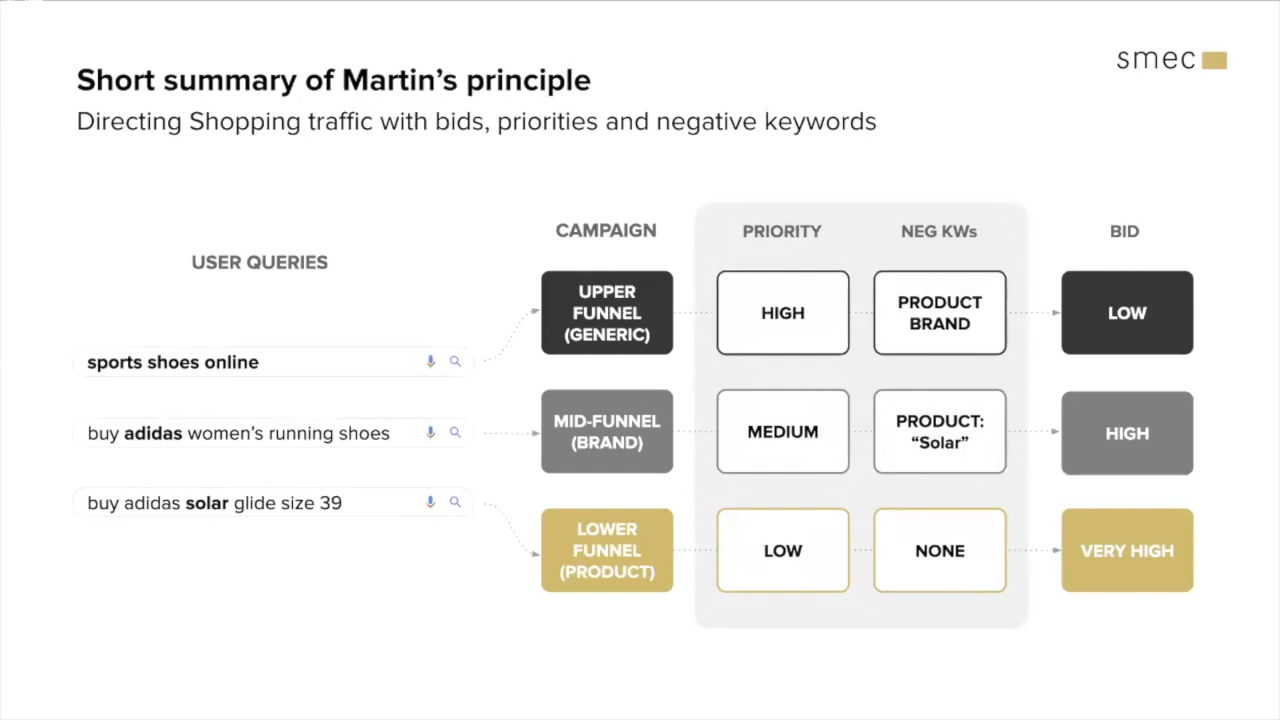 smec
Short summary of Martin's principle
Directing Shopping traffic with bids, priorities and negative keywords
USER QUERIES
CAMPAIGN
PRIORITY
NEG KWs
BID
sports shoes online
buy adidas women's running shoes
buy adidas solar glide size 39
UPPER
FUNNEL
(GENERIC)
HIGH
PRODUCT
BRAND
LOW
MID-FUNNEL
(BRAND)
MEDIUM
PRODUCT:
“Solar”
HIGH
LOWER
FUNNEL
(PRODUCT)
LOW
NONE
VERY HIGH